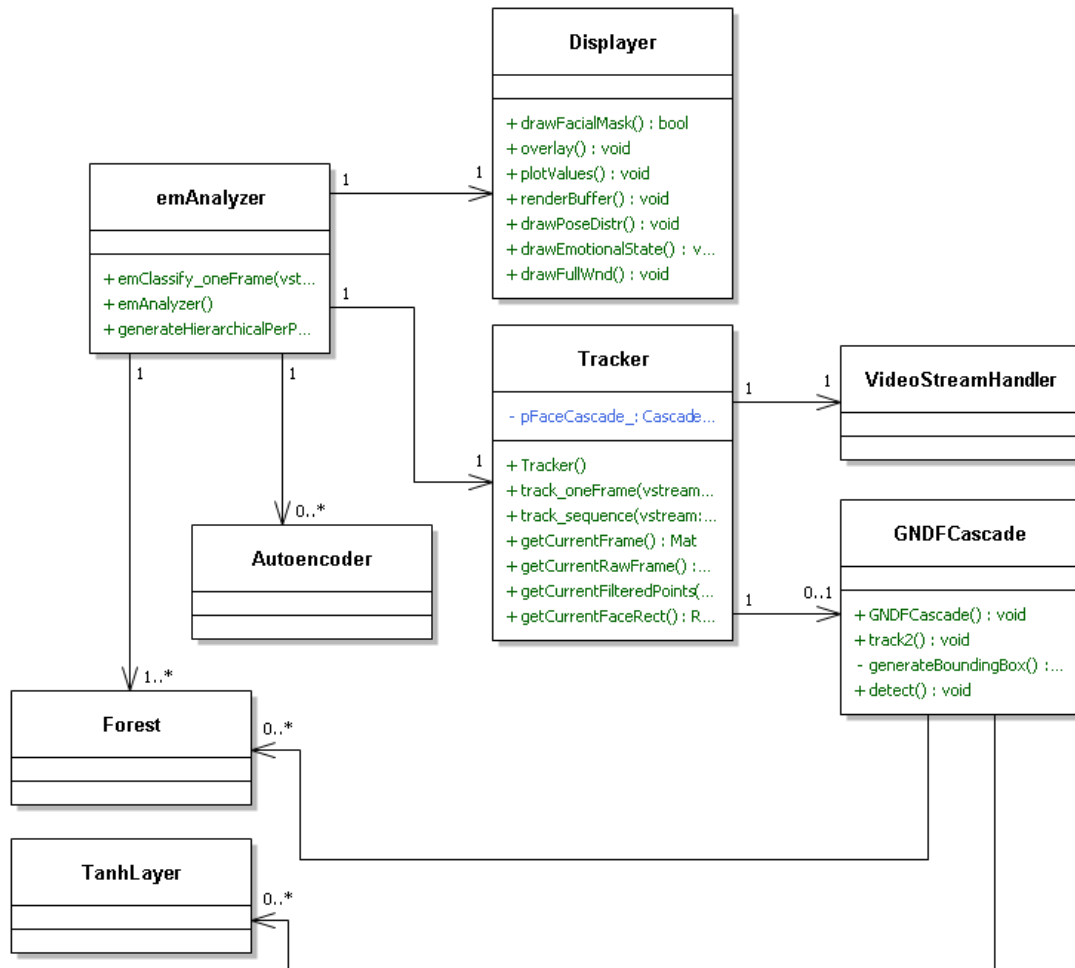 Displayer
+ drawFacialMask() : bool
+ overlay() : void
+ plotValues() : void
+ renderBuffer() : void
+ drawPoseDistr() : void
+ drawEmotionalState() : v...
+ drawFullWnd() : void
emAnalyzer
+ emClassify_oneFrame(vst...
+ emAnalyzer()
+ generateHierarchicalPerP...
1
1
1
1
1
1
Tracker
- pFaceCascade_: Cascade...
+ Tracker()
+ track_oneFrame(vstream...
+ track_sequence(vstream:...
+ getCurrentFrame() : Mat
+ getCurrentRawFrame() :...
+ getCurrentFilteredPoints(...
+ getCurrentFaceRect() : R...
1
1
VideoStreamHandler
1
0..1
GNDFCascade
+ GNDFCascade() : void
+ track2() : void
- generateBoundingBox() :...
+ detect() : void
0..*
Autoencoder
1..*
Forest
0..*
TanhLayer
0..*